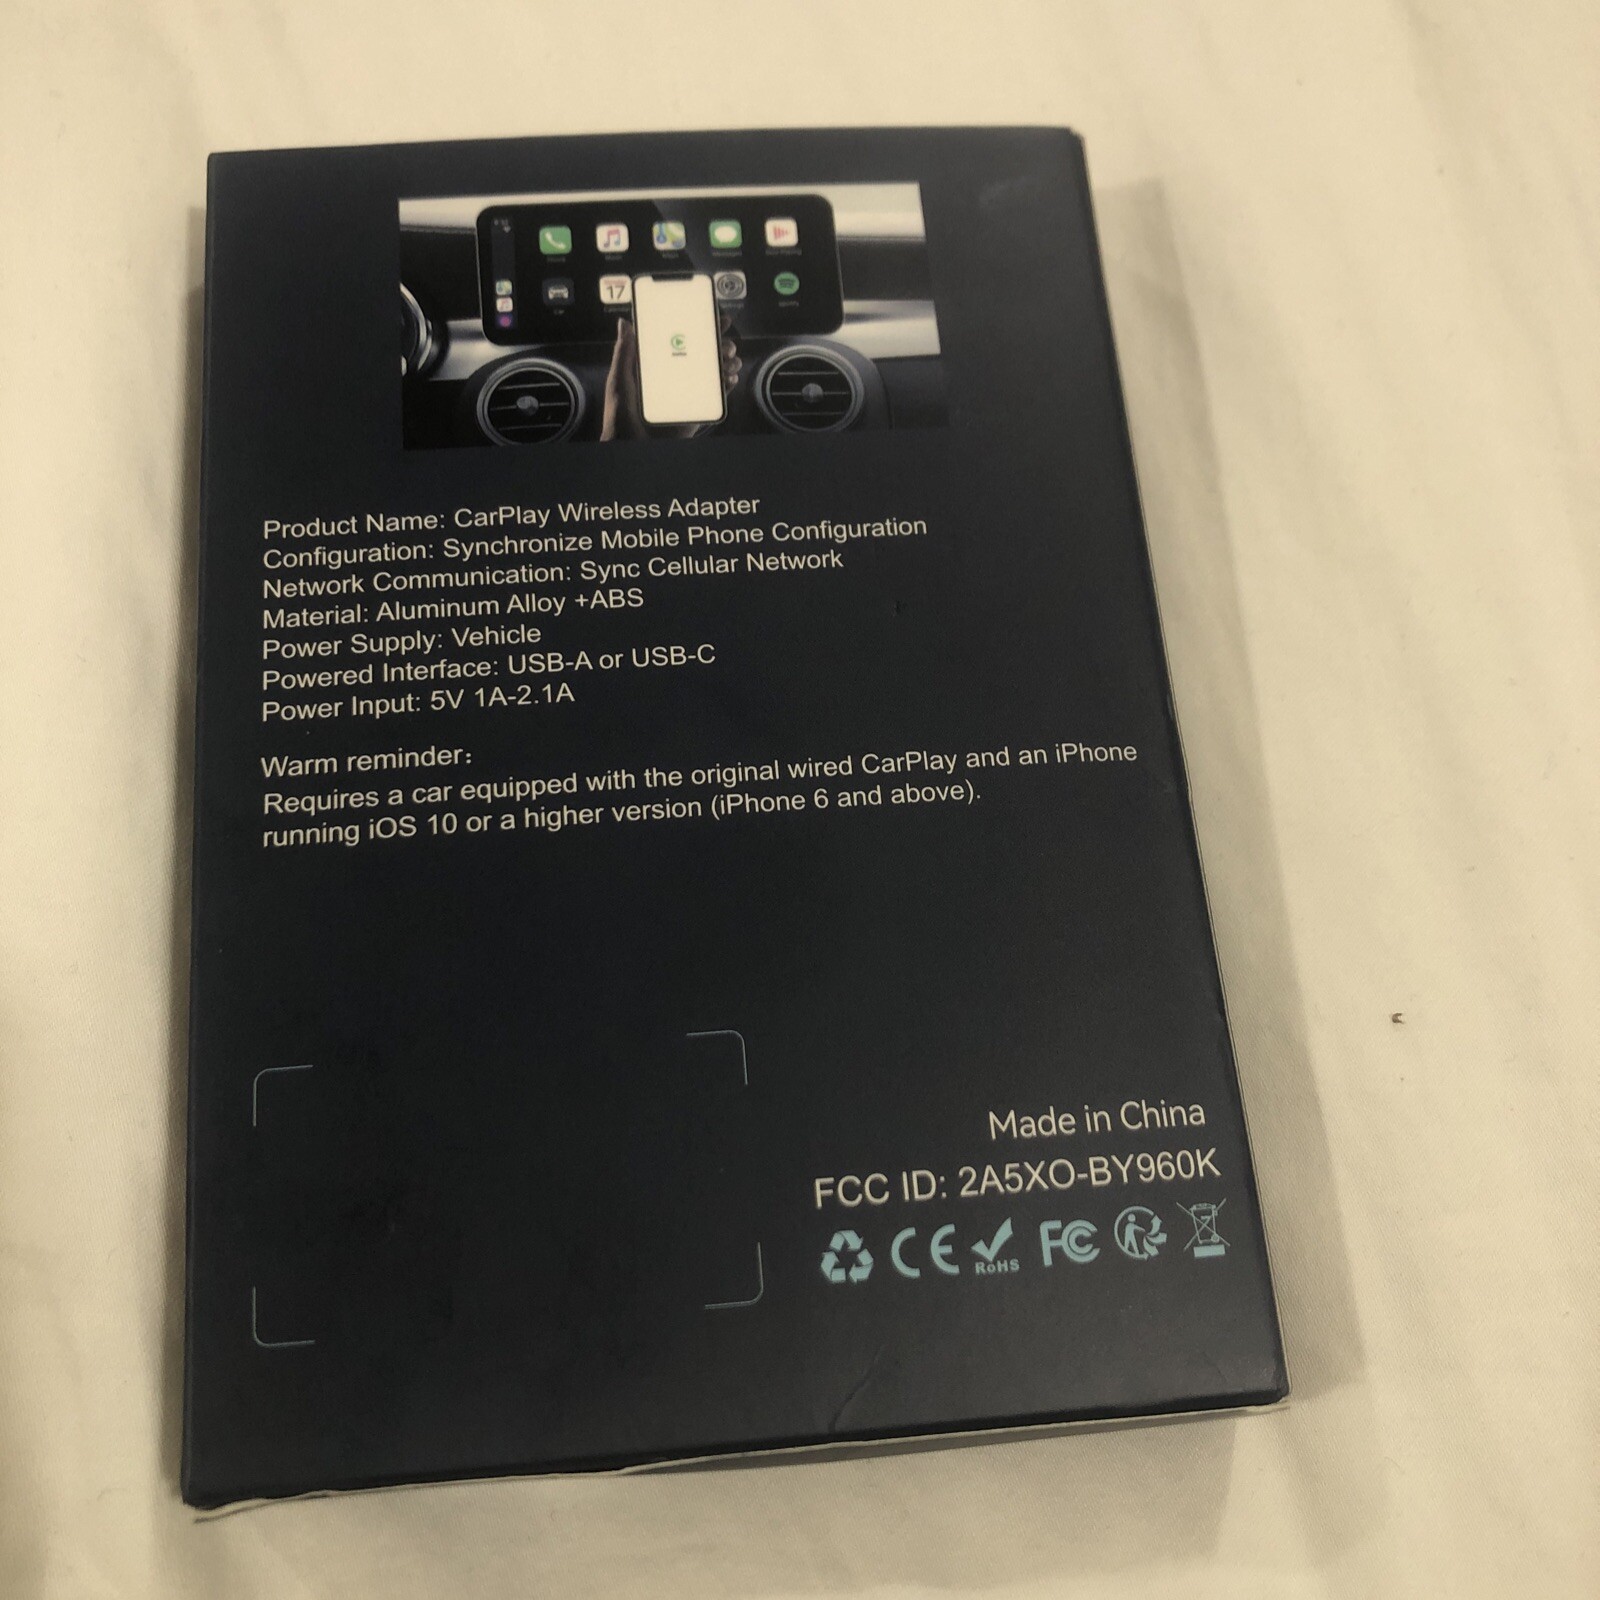 17
Product Name: CarPlay Wireless Adapter
Configuration: Synchronize Mobile Phone Configuration
Network Communication: Sync Cellular Network
Material: Aluminum Alloy +ABS
Power Supply: Vehicle
Powered Interface: USB-A or USB-C
Power Input: 5V 1A-2.1A
Warm reminder:
Requires a car equipped with the original wired CarPlay and an iPhone
running iOS 10 or a higher version (iPhone 6 and above).
Made in China
FCC ID: 2A5XO-BY960K
CE RoHS FC